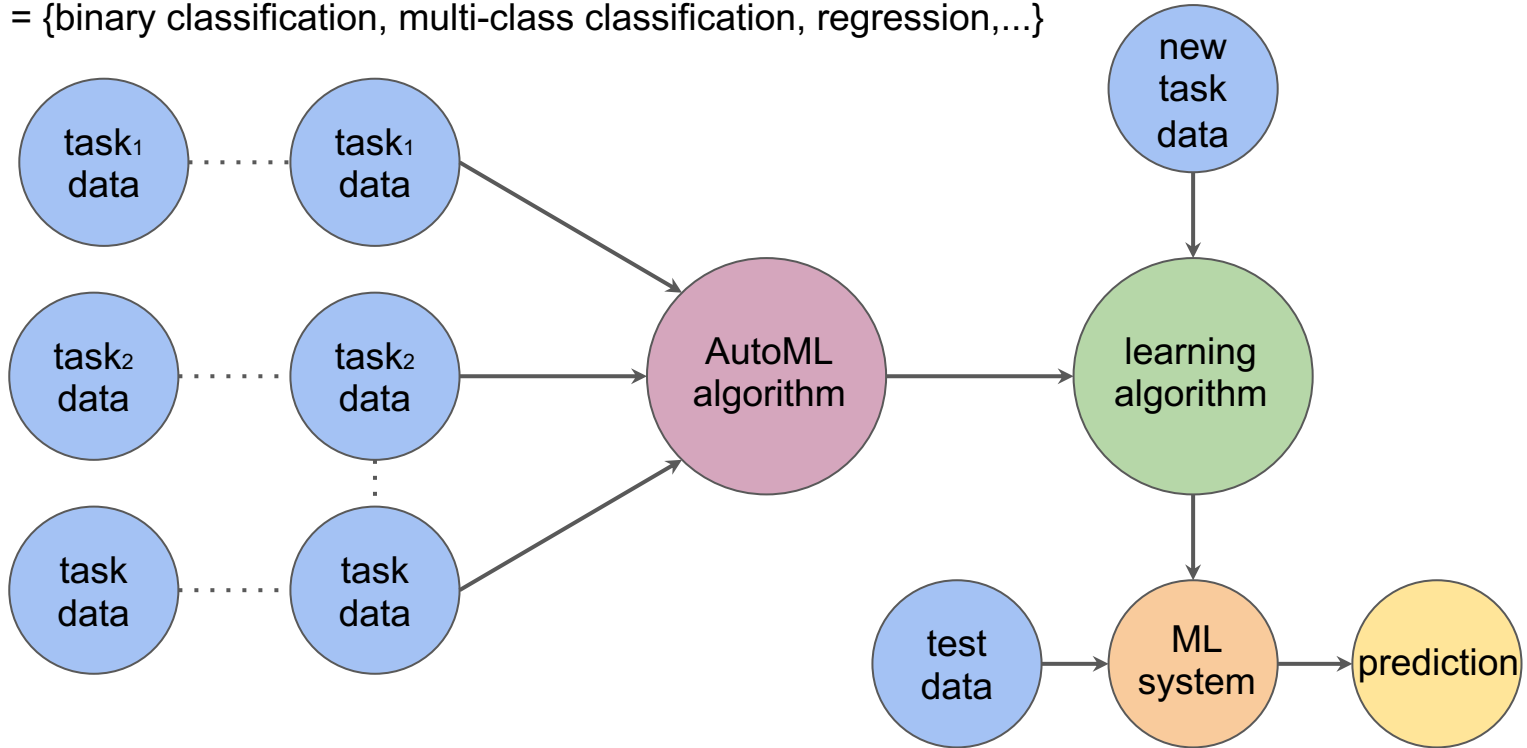 = {binary classification, multi-class classification, regression,...}
new
task
data
task₁
data
task₁
data
task₂
data
task₂
data
AutoML
algorithm
learning
algorithm
task
data
task
data
test
data
ML
system
prediction